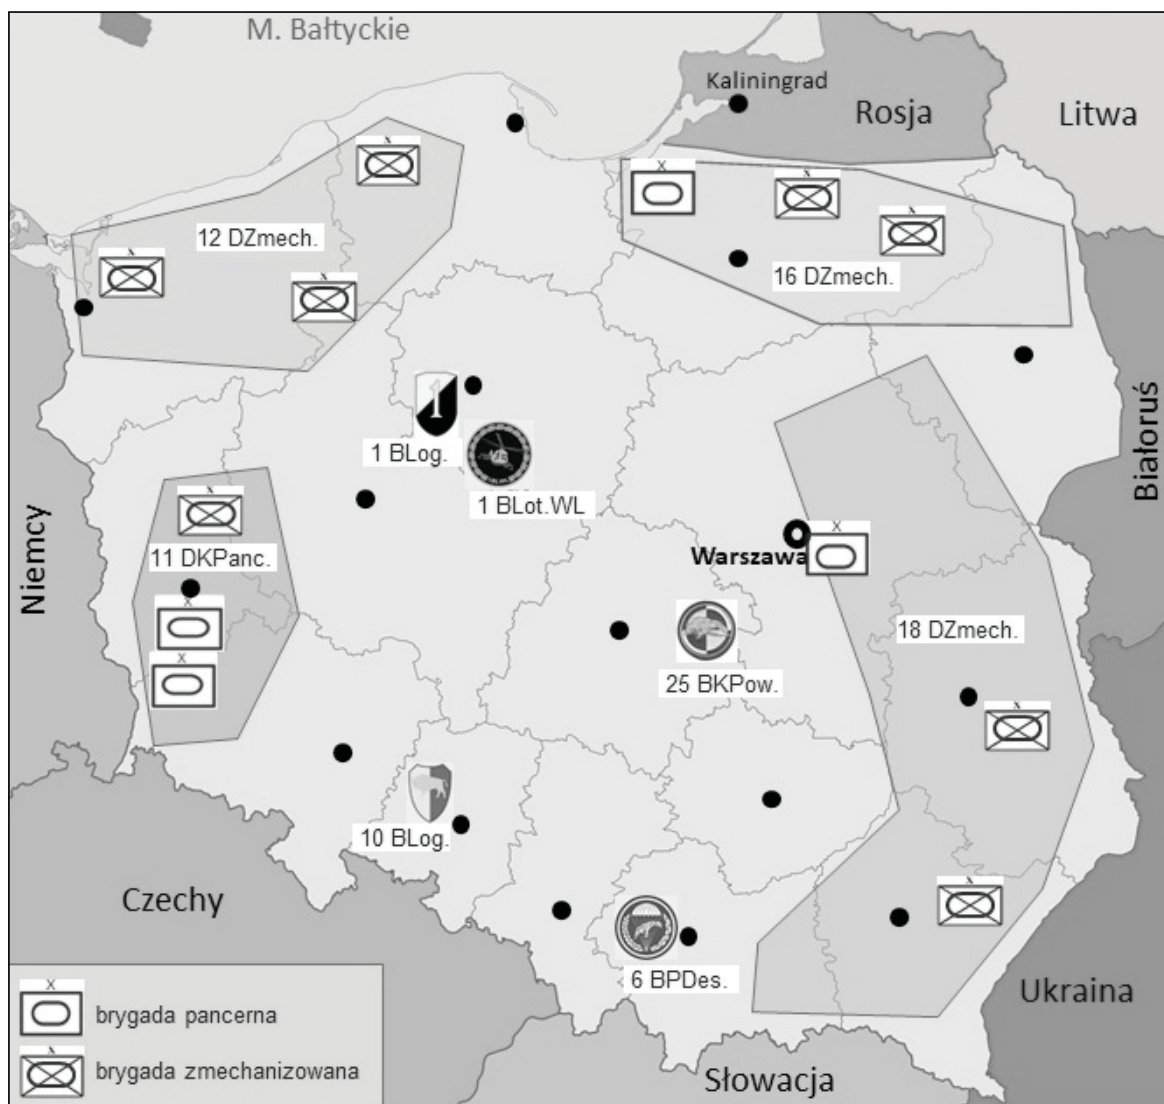 M. Bałtyckie
Kaliningrad
Rosja
Litwa
X
X
X
X
12 DZmech.
X
16 DZmech.
X
X
1
1 BLog.
1 BLot.WL
Białoruś
Niemcy
X
11 DKPanc.
Warszawa
X
X
X
18 DZmech.
25 BKPow.
X
10 BLog.
Czechy
X
6 BPDes.
Ukraina
Słowacja
X
brygada pancerna
X
brygada zmechanizowana